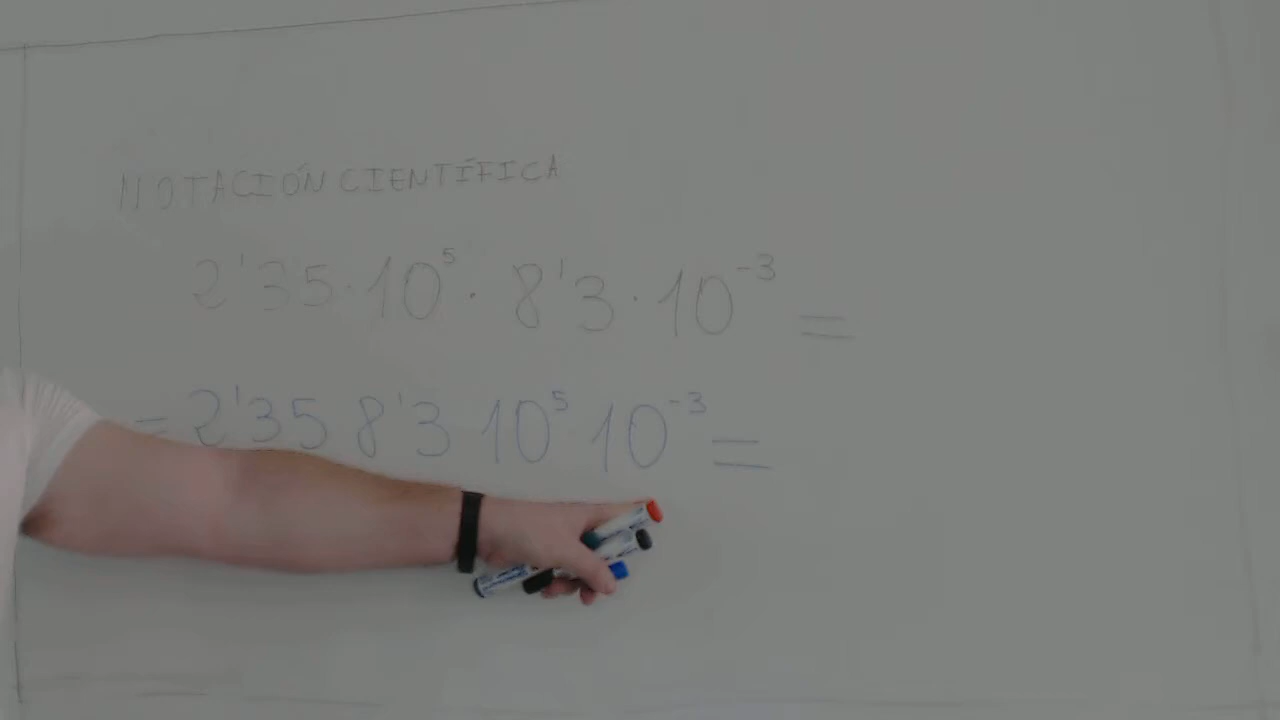 NOTACIÓN CIENTÍFICA
2'35·10⁵ · 8'3·10⁻³ =
= 2'35 8'3 10⁵ 10⁻³ =